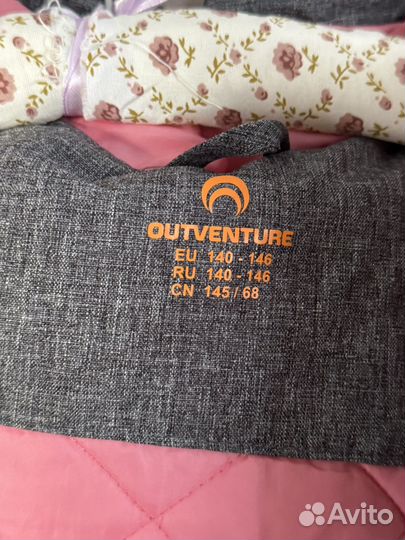 OUTVENTURE
EU 140 - 146
RU 140 - 146
CN 145 / 68
Avito